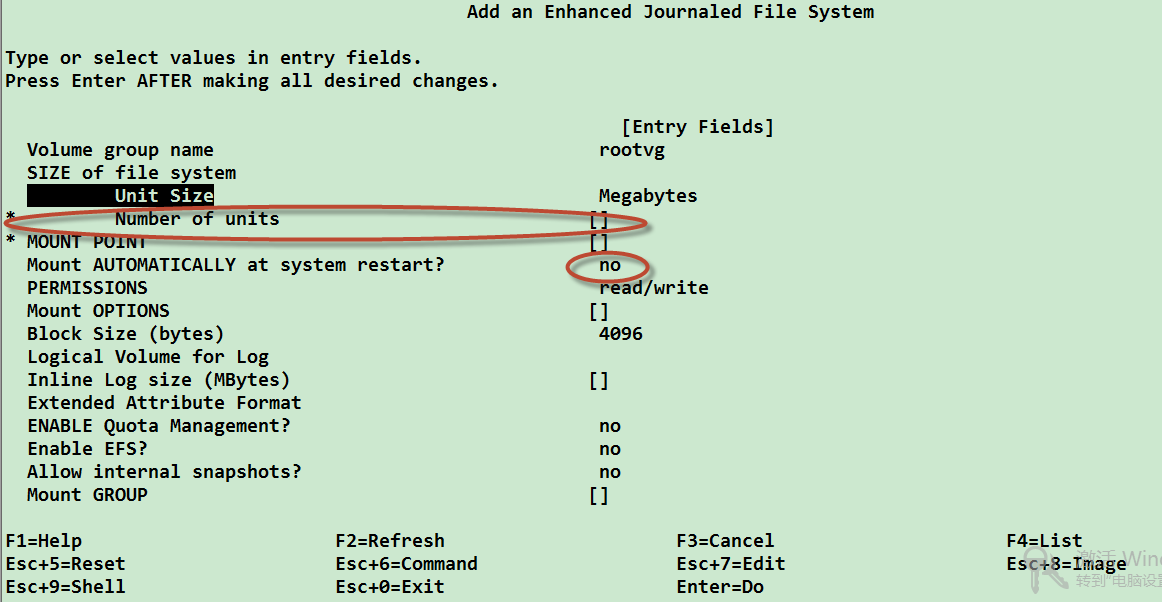 Add an Enhanced Journaled File System
Type or select values in entry fields.
Press Enter AFTER making all desired changes.
[Entry Fields]
Volume group name rootvg
SIZE of file system
Unit Size Megabytes
* Number of units []
* MOUNT POINT []
Mount AUTOMATICALLY at system restart? no
PERMISSIONS read/write
Mount OPTIONS []
Block Size (bytes) 4096
Logical Volume for Log
Inline Log size (MBytes) []
Extended Attribute Format
ENABLE Quota Management? no
Enable EFS? no
Allow internal snapshots? no
Mount GROUP []
F1=Help F2=Refresh F3=Cancel F4=List
Esc+5=Reset Esc+6=Command Esc+7=Edit Esc+8=Image
Esc+9=Shell Esc+0=Exit Enter=Do
激活 Win
转到"电脑设